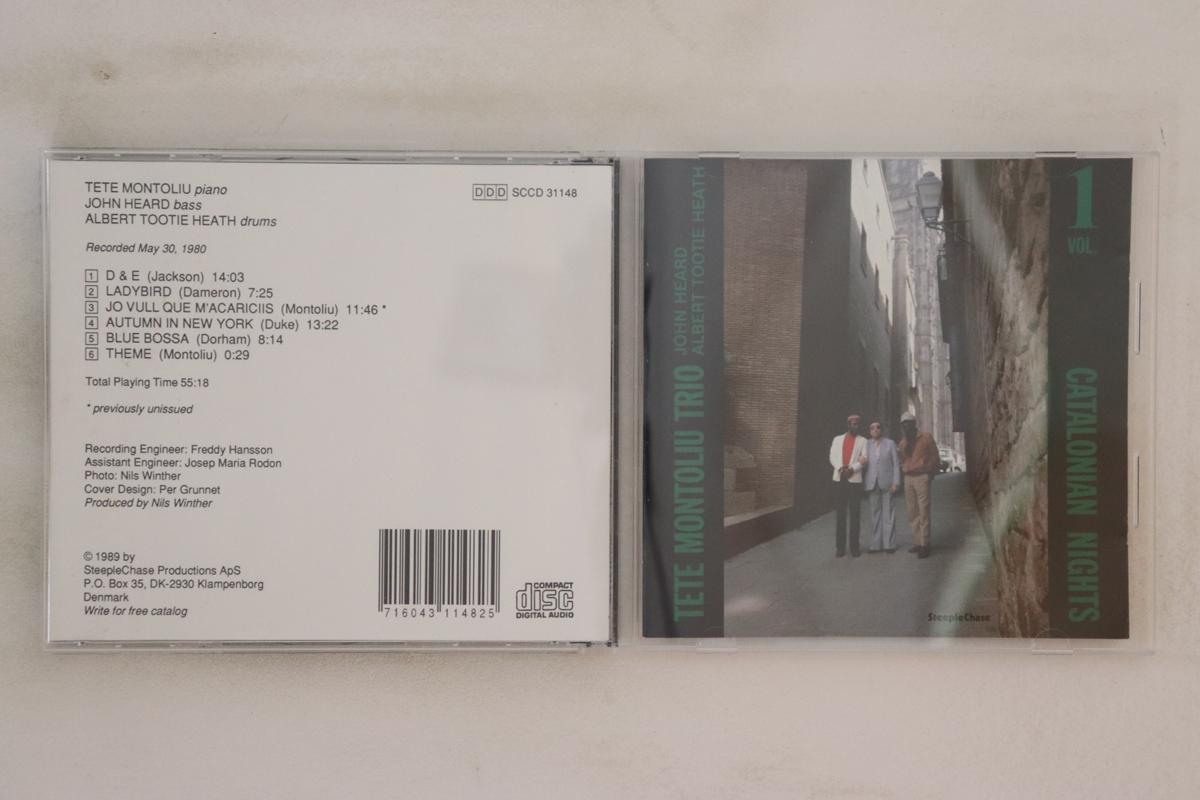 TETE MONTOLIU piano
JOHN HEARD bass
ALBERT TOOTIE HEATH drums
DDD SCCD 31148
Recorded May 30, 1980
1 D & E (Jackson) 14:03
2 LADYBIRD (Dameron) 7:25
3 JO VULL QUE M'ACARICIIS (Montoliu) 11:46 *
4 AUTUMN IN NEW YORK (Duke) 13:22
5 BLUE BOSSA (Dorham) 8:14
6 THEME (Montoliu) 0:29
Total Playing Time 55:18
* previously unissued
Recording Engineer: Freddy Hansson
Assistant Engineer: Josep Maria Rodon
Photo: Nils Winther
Cover Design: Per Grunnet
Produced by Nils Winther
© 1989 by
SteepleChase Productions ApS
P.O. Box 35, DK-2930 Klampenborg
Denmark
Write for free catalog
716043 114825
COMPACT
disc
DIGITAL AUDIO
TETE MONTOLIU TRIO
JOHN HEARD
ALBERT TOOTIE HEATH
1
VOL.
CATALONIAN NIGHTS
SteepleChase